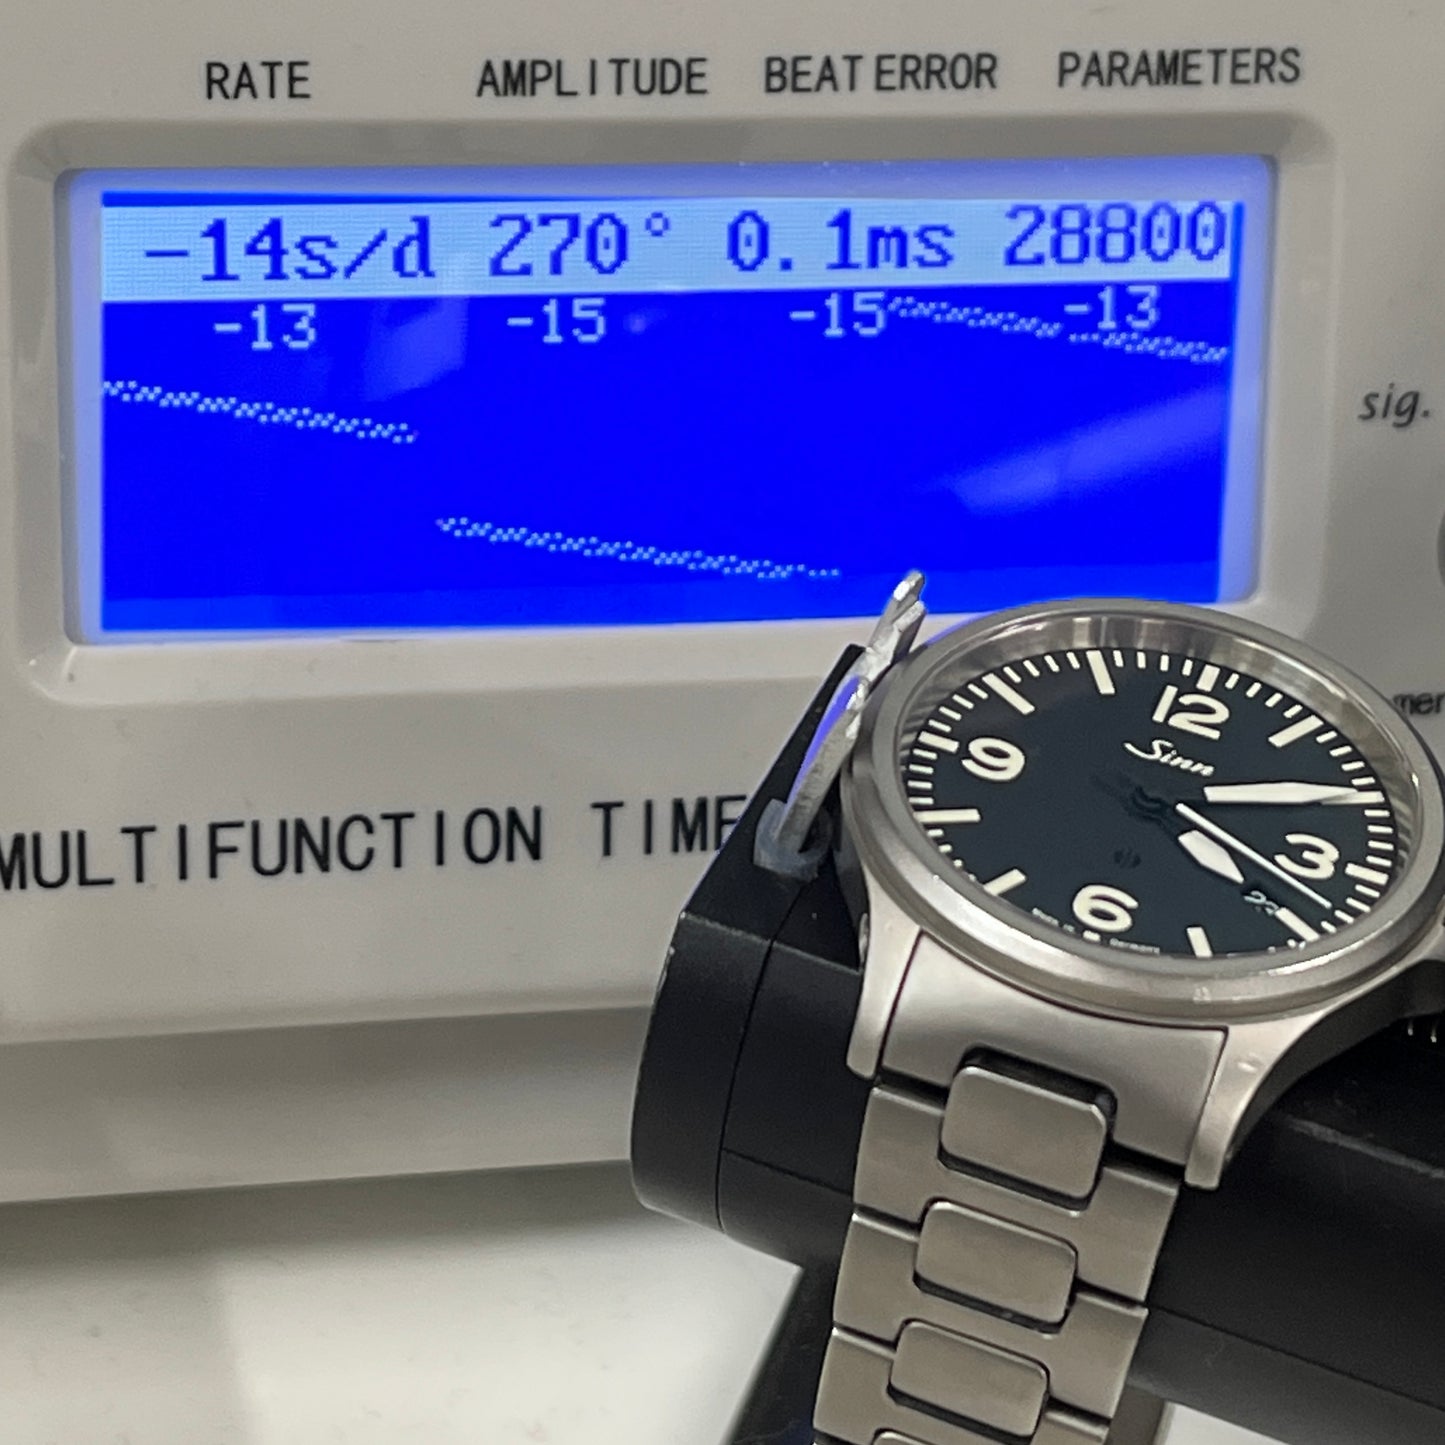 RATE AMPLITUDE BEAT ERROR PARAMETERS
-14s/d 270° 0.1ms 28800
-13 -15 -15 -13
sig.
MULTIFUNCTION TIME
12
Sinn
9
3
6